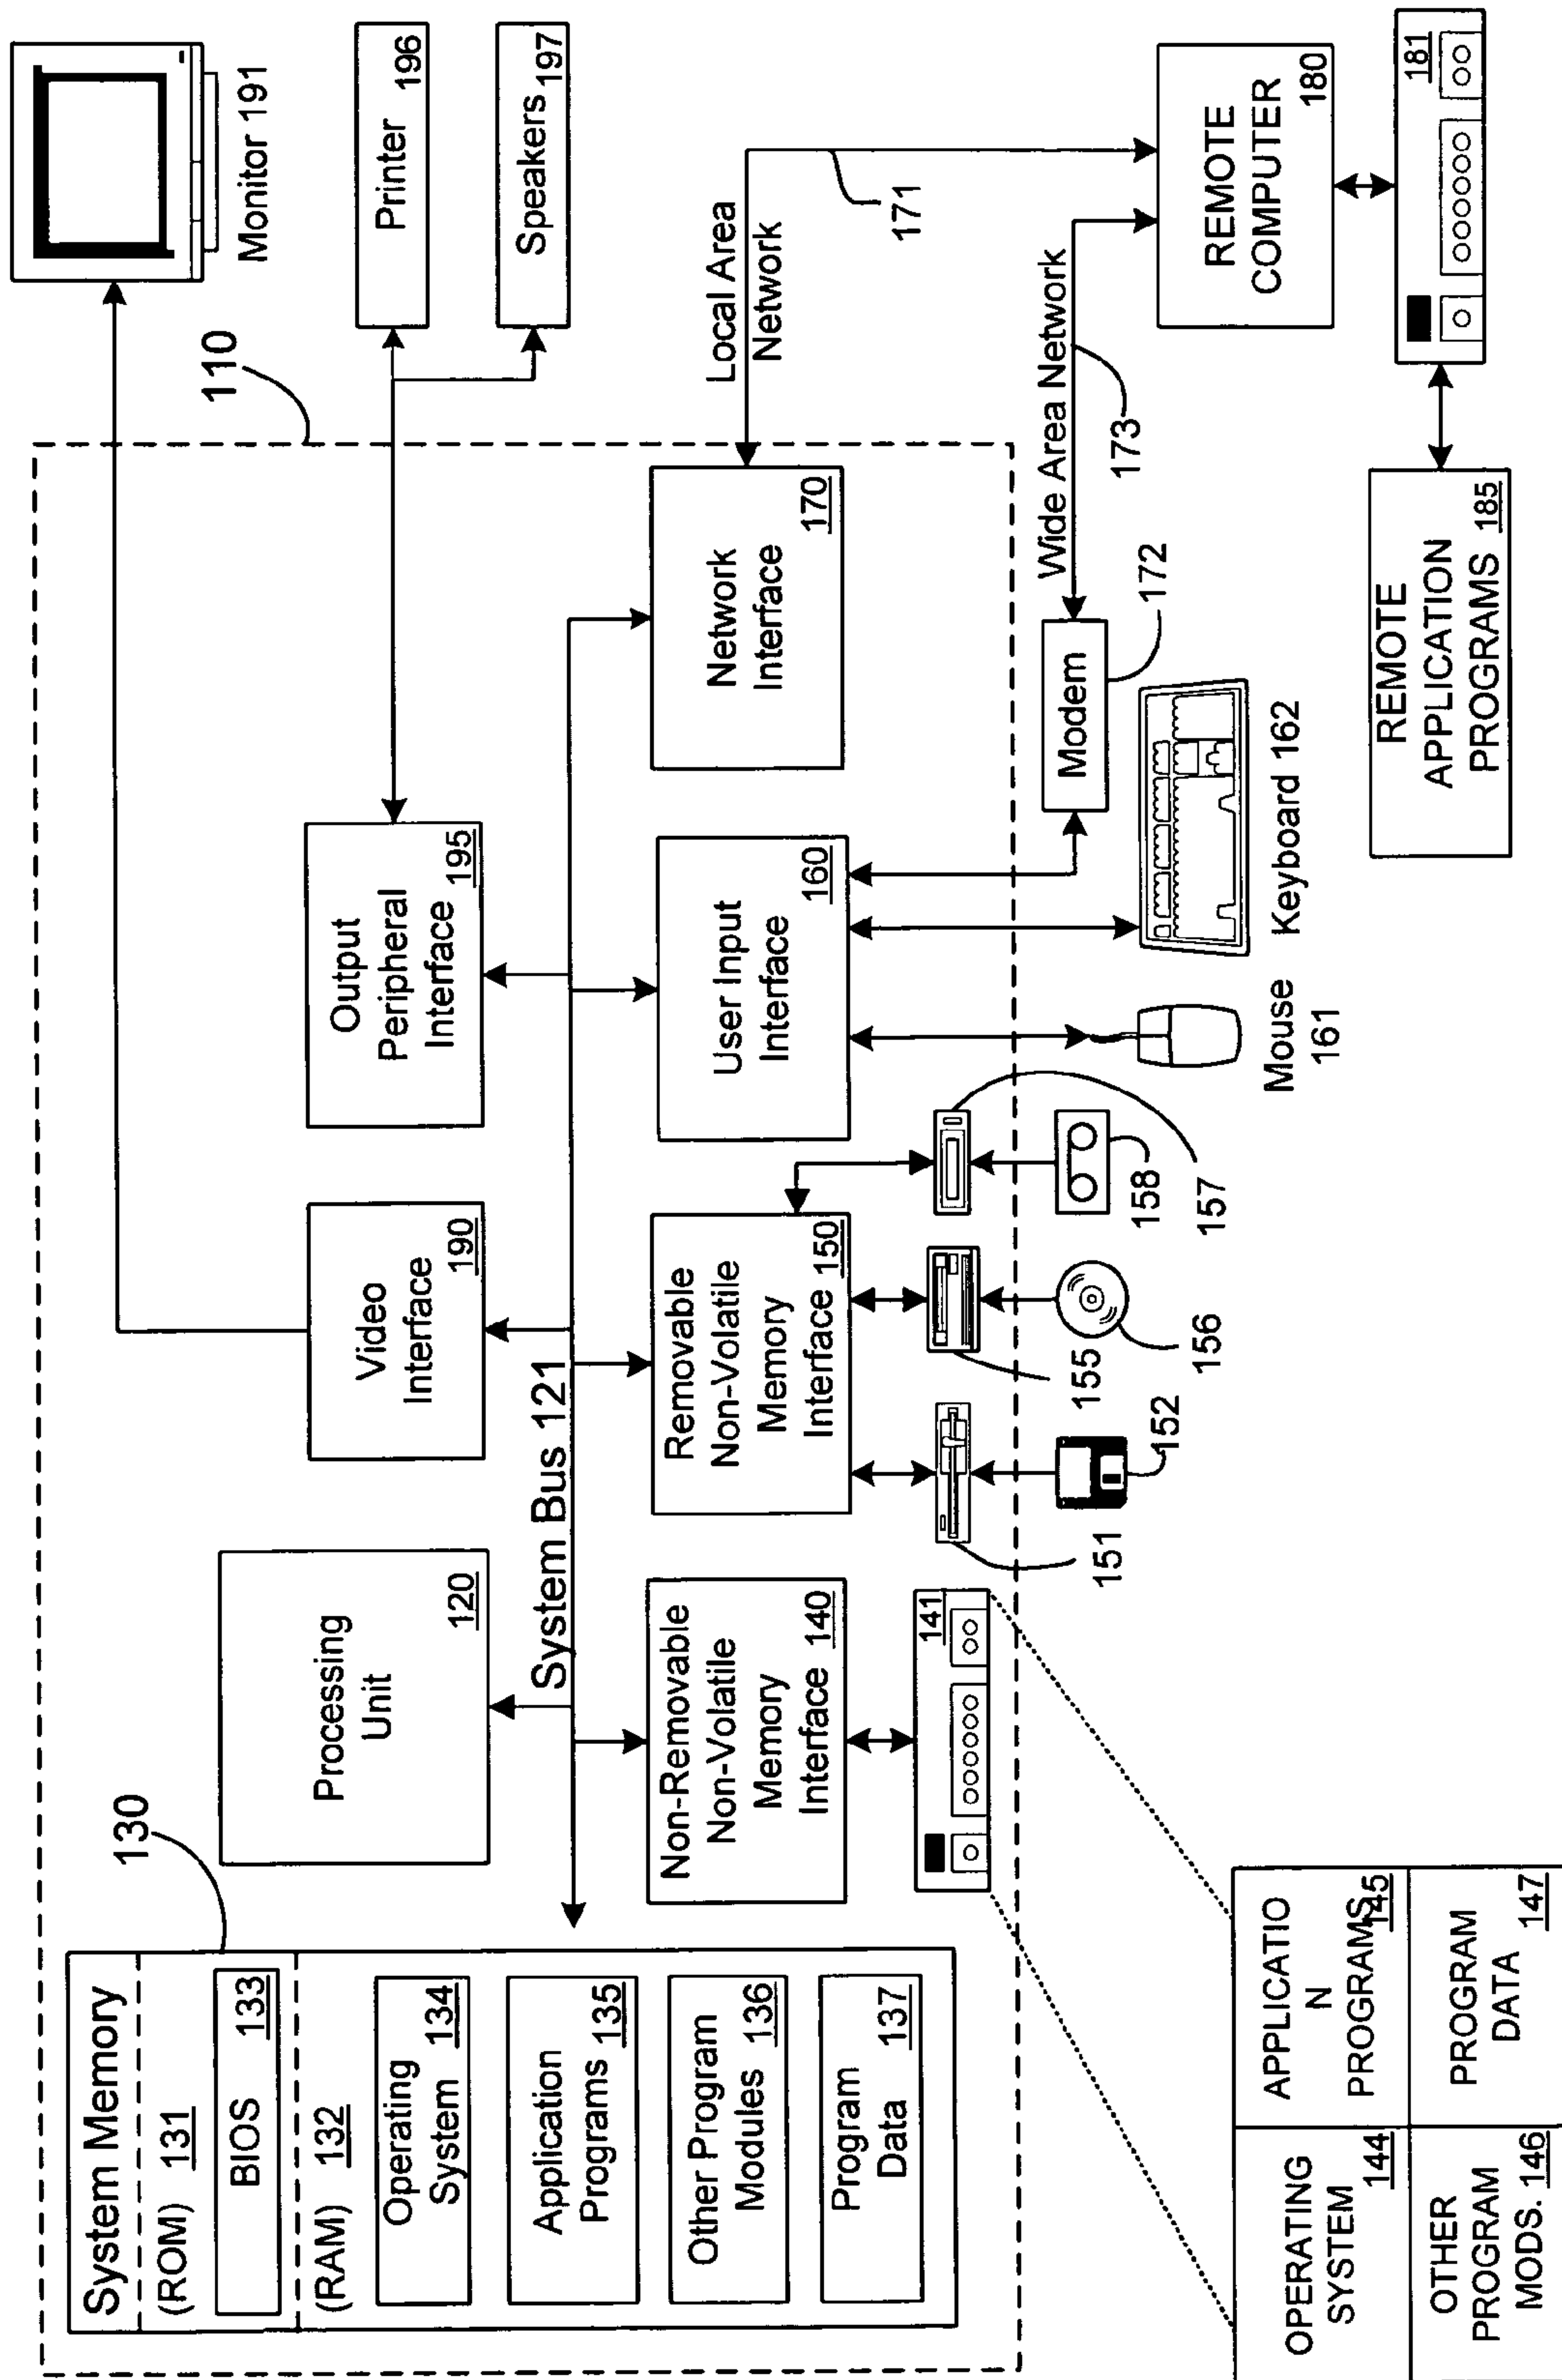 110
System Memory
(ROM) 131
BIOS 133
130
(RAM) 132
Operating
System 134
Application
Programs 135
Other Program
Modules 136
Program
Data 137
Processing
Unit
120
System Bus 121
Video
Interface
190
Output
Peripheral
Interface 195
Monitor 191
Printer
196
Speakers 197
Non-Removable
Non-Volatile
Memory
Interface 140
Removable
Non-Volatile
Memory
Interface 150
User Input
Interface
160
Network
Interface
170
Local Area
Network
171
141
151
152
155
156
157
158
Mouse
161
Keyboard 162
Modem
172
Wide Area Network
173
REMOTE
COMPUTER
180
181
REMOTE
APPLICATION
PROGRAMS 185
OPERATING
SYSTEM
144
APPLICATIO
N
PROGRAMS
145
OTHER
PROGRAM
MODS. 146
PROGRAM
DATA
147